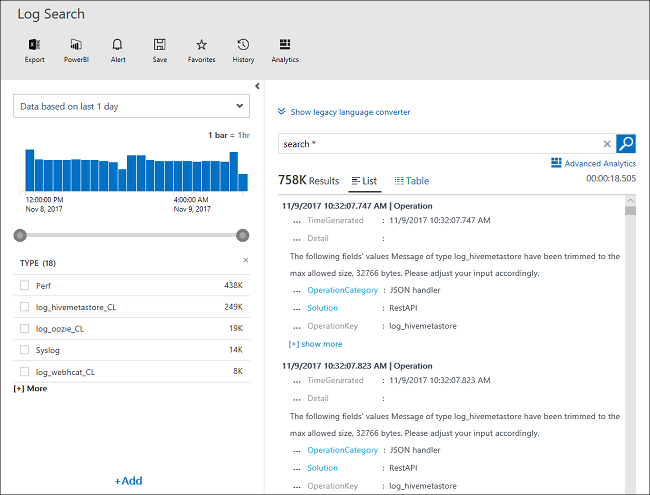 Log Search
Export PowerBI Alert Save Favorites History Analytics
Data based on last 1 day
1 bar = 1hr
12:00:00 PM 4:00:00 AM
Nov 8, 2017 Nov 9, 2017
TYPE (18)
Perf 438K
log_hivemetastore_CL 249K
log_oozie_CL 19K
Syslog 14K
log_webhcat_CL 8K
[+] More
+Add
Show legacy language converter
search *
Advanced Analytics
758K Results List Table 00:00:18.505
11/9/2017 10:32:07.747 AM | Operation
... TimeGenerated : 11/9/2017 10:32:07.747 AM
... Detail :
The following fields' values Message of type log_hivemetastore have been trimmed to the
max allowed size, 32766 bytes. Please adjust your input accordingly.
... OperationCategory : JSON handler
... Solution : RestAPI
... OperationKey : log_hivemetastore
[+] show more
11/9/2017 10:32:07.823 AM | Operation
... TimeGenerated : 11/9/2017 10:32:07.823 AM
... Detail :
The following fields' values Message of type log_hivemetastore have been trimmed to the
max allowed size, 32766 bytes. Please adjust your input accordingly.
... OperationCategory : JSON handler
... Solution : RestAPI
... OperationKey : log_hivemetastore